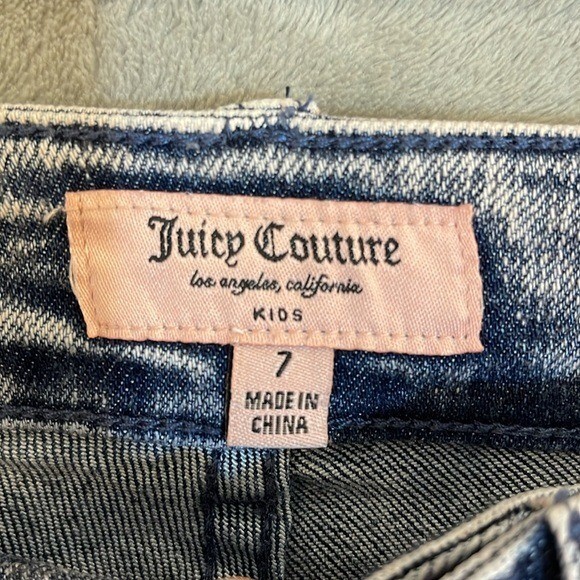 Juicy Couture
los angeles, california
KIDS
7
MADE IN
CHINA